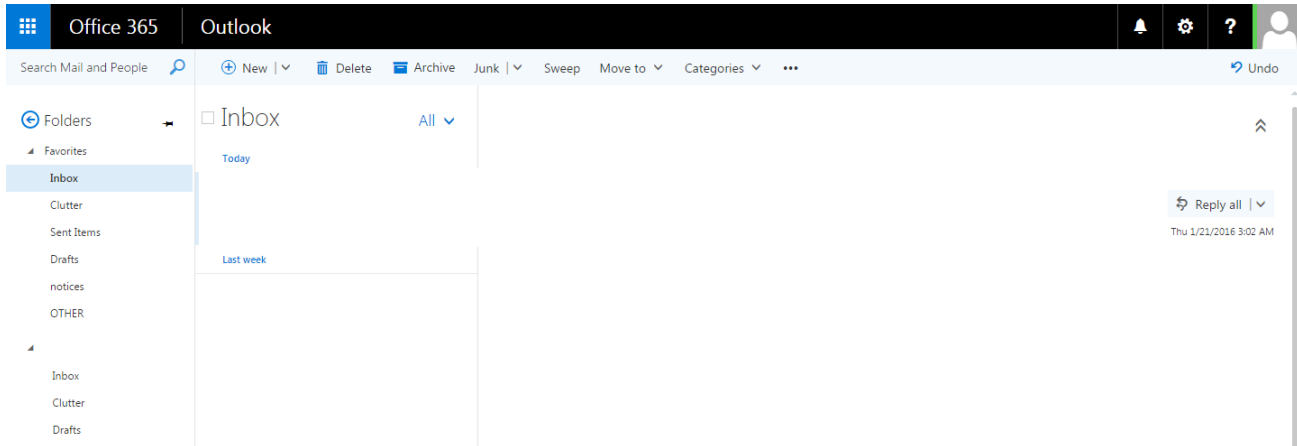 Office 365 Outlook ?
Search Mail and People New Delete Archive Junk Sweep Move to Categories ••• Undo
Folders
Favorites
Inbox
Clutter
Sent Items
Drafts
notices
OTHER
Inbox
Clutter
Drafts
Inbox All
Today
Last week
Reply all
Thu 1/21/2016 3:02 AM